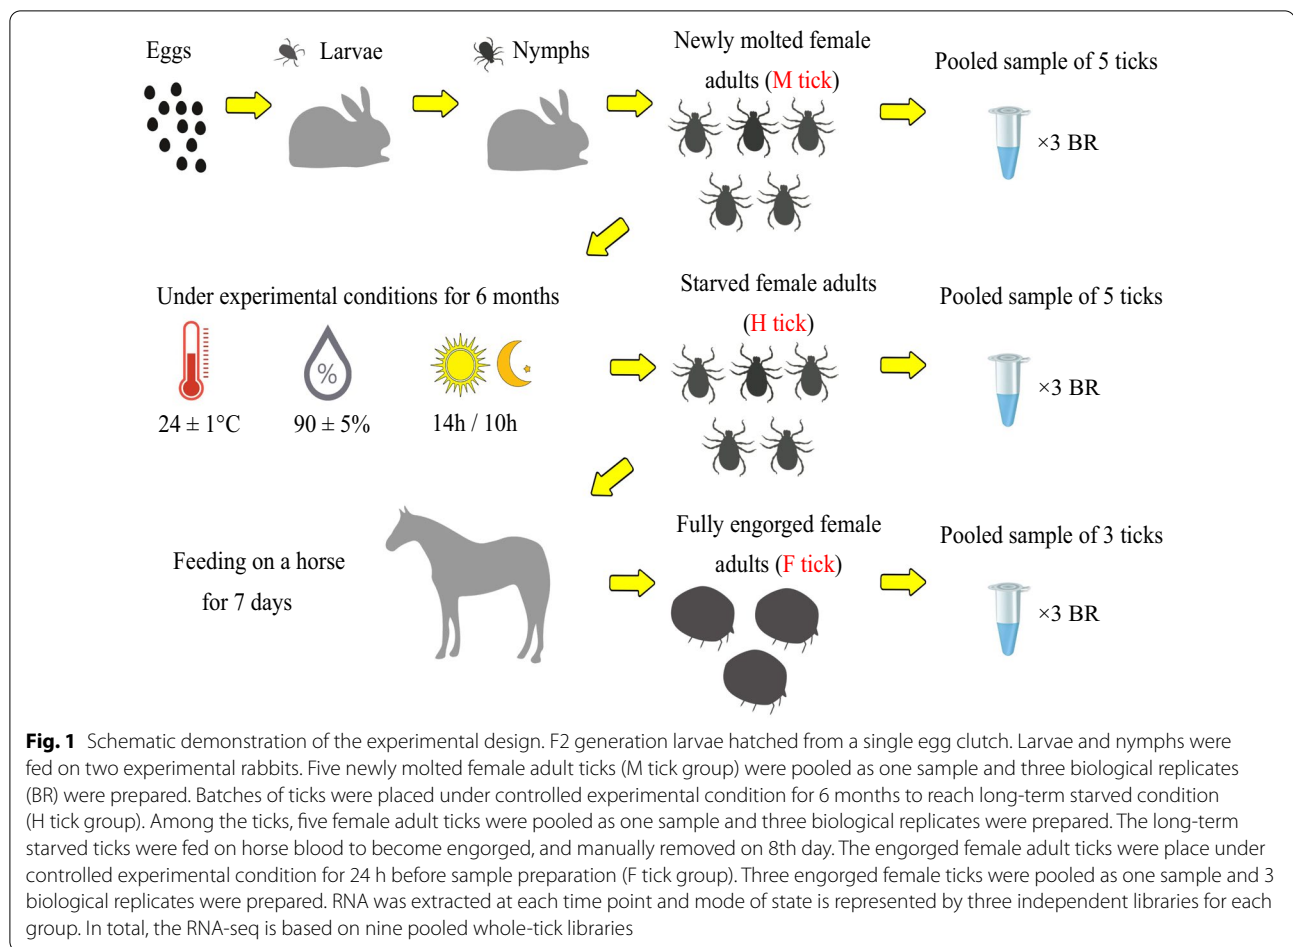 Eggs
Larvae
Nymphs
Newly molted female
adults (M tick)
Pooled sample of 5 ticks
×3 BR
Under experimental conditions for 6 months
%
24 ± 1°C
90 ± 5%
14h / 10h
Starved female adults
(H tick)
Pooled sample of 5 ticks
×3 BR
Feeding on a horse
for 7 days
Fully engorged female
adults (F tick)
Pooled sample of 3 ticks
×3 BR
Fig. 1 Schematic demonstration of the experimental design. F2 generation larvae hatched from a single egg clutch. Larvae and nymphs were
fed on two experimental rabbits. Five newly molted female adult ticks (M tick group) were pooled as one sample and three biological replicates
(BR) were prepared. Batches of ticks were placed under controlled experimental condition for 6 months to reach long-term starved condition
(H tick group). Among the ticks, five female adult ticks were pooled as one sample and three biological replicates were prepared. The long-term
starved ticks were fed on horse blood to become engorged, and manually removed on 8th day. The engorged female adult ticks were place under
controlled experimental condition for 24 h before sample preparation (F tick group). Three engorged female ticks were pooled as one sample and 3
biological replicates were prepared. RNA was extracted at each time point and mode of state is represented by three independent libraries for each
group. In total, the RNA-seq is based on nine pooled whole-tick libraries